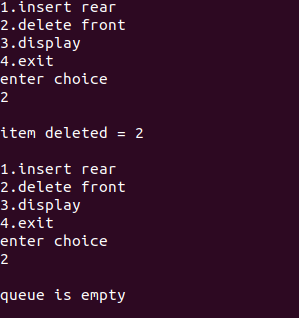 1.insert rear
2.delete front
3.display
4.exit
enter choice
2
item deleted = 2
1.insert rear
2.delete front
3.display
4.exit
enter choice
2
queue is empty